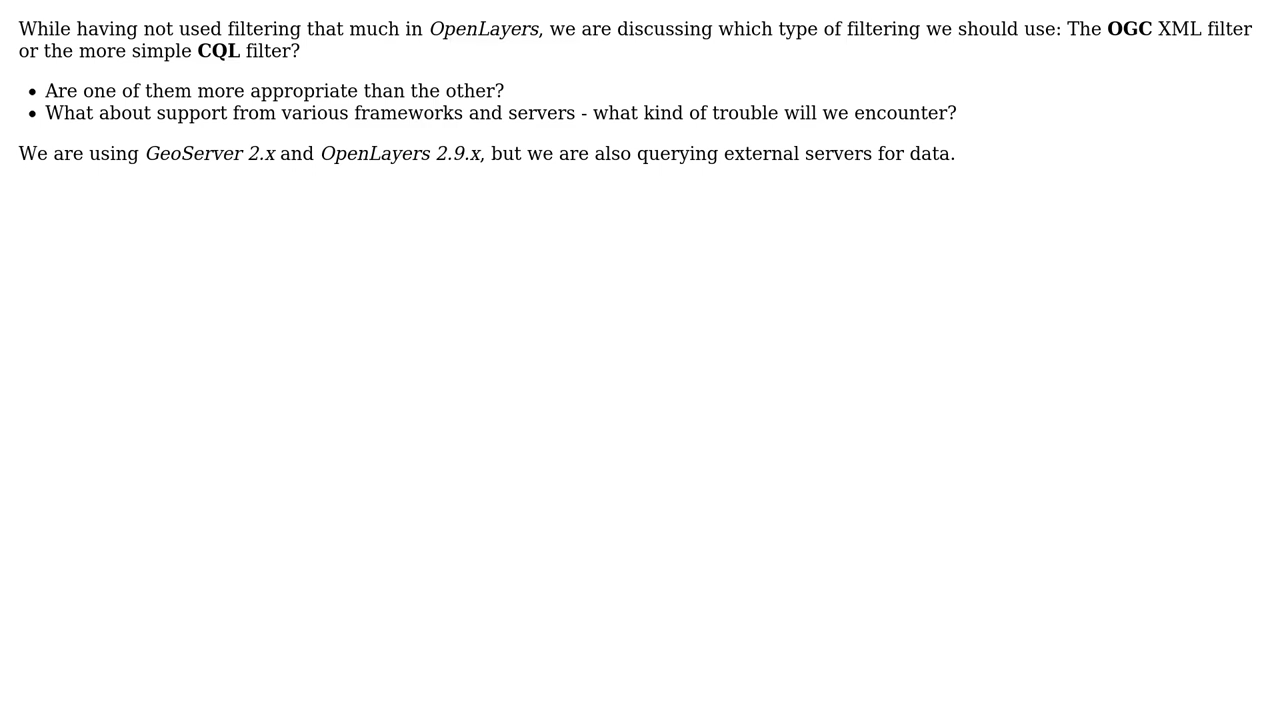 While having not used filtering that much in OpenLayers, we are discussing which type of filtering we should use: The OGC XML filter
or the more simple CQL filter?
• Are one of them more appropriate than the other?
• What about support from various frameworks and servers - what kind of trouble will we encounter?
We are using GeoServer 2.x and OpenLayers 2.9.x, but we are also querying external servers for data.